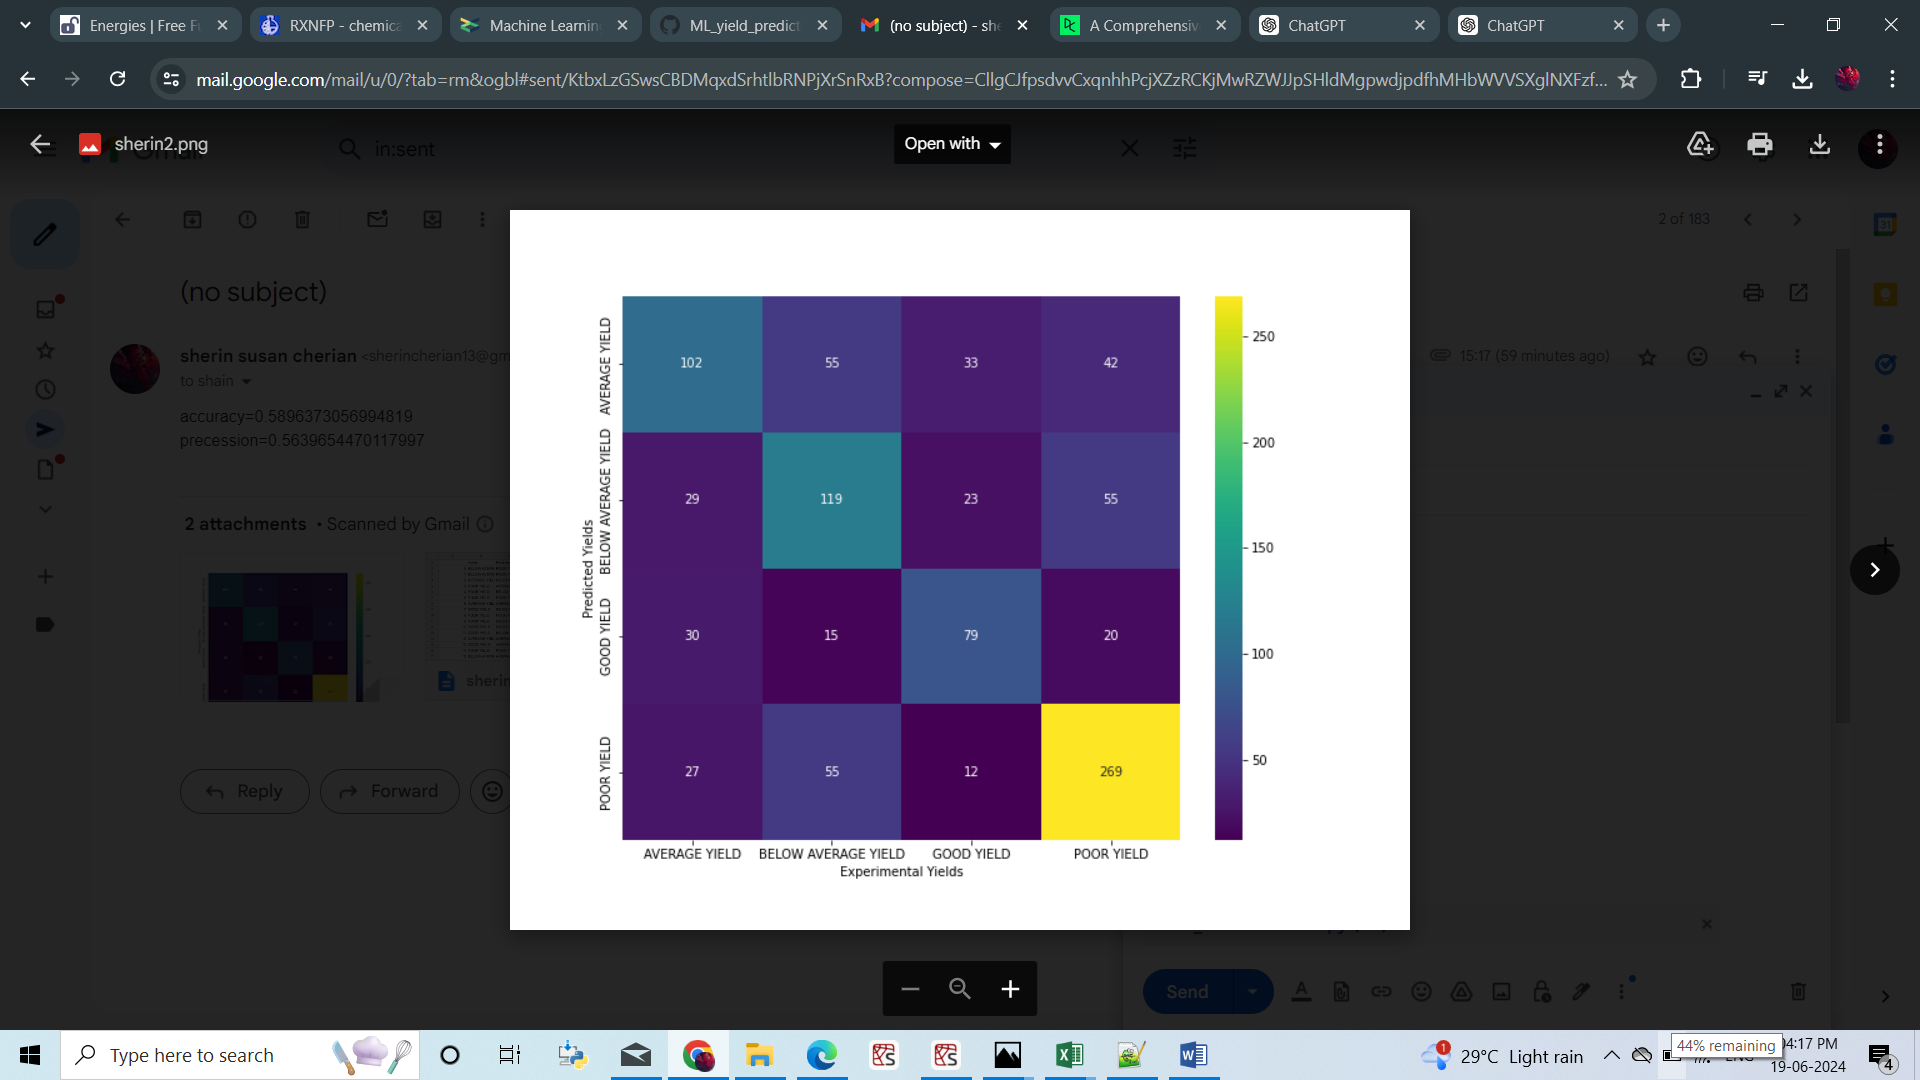 Energies | Free F
RXNFP - chemica
Machine Learnin
ML_yield_predict
(no subject) - she
A Comprehensiv
ChatGPT
ChatGPT
mail.google.com/mail/u/0/?tab=rm&ogbl#sent/KtbxLzGSwsCBDMqxdSrhtlbRNPjXrSnRxB?compose=CllgCJfpsdvvCxqnhhPcjXZzRCKjMwRZWJJpSHldMgpwdjpdfhMHbWVVSXglNXFzf...
sherin2.png
Gmail
in:sent
Open with
2 of 183
(no subject)
sherin susan cherian <sherincherian13@gm
15:17 (59 minutes ago)
to shain
accuracy=0.5896373056994819
precession=0.5639654470117997
2 attachments • Scanned by Gmail
sherin
Reply
Forward
Predicted Yields
AVERAGE YIELD
102 55 33 42
BELOW AVERAGE YIELD
29 119 23 55
GOOD YIELD
30 15 79 20
POOR YIELD
27 55 12 269
AVERAGE YIELD BELOW AVERAGE YIELD GOOD YIELD POOR YIELD
Experimental Yields
250
200
150
100
50
31
Send
Type here to search
1
29°C Light rain
44% remaining
04:17 PM
19-06-2024
4